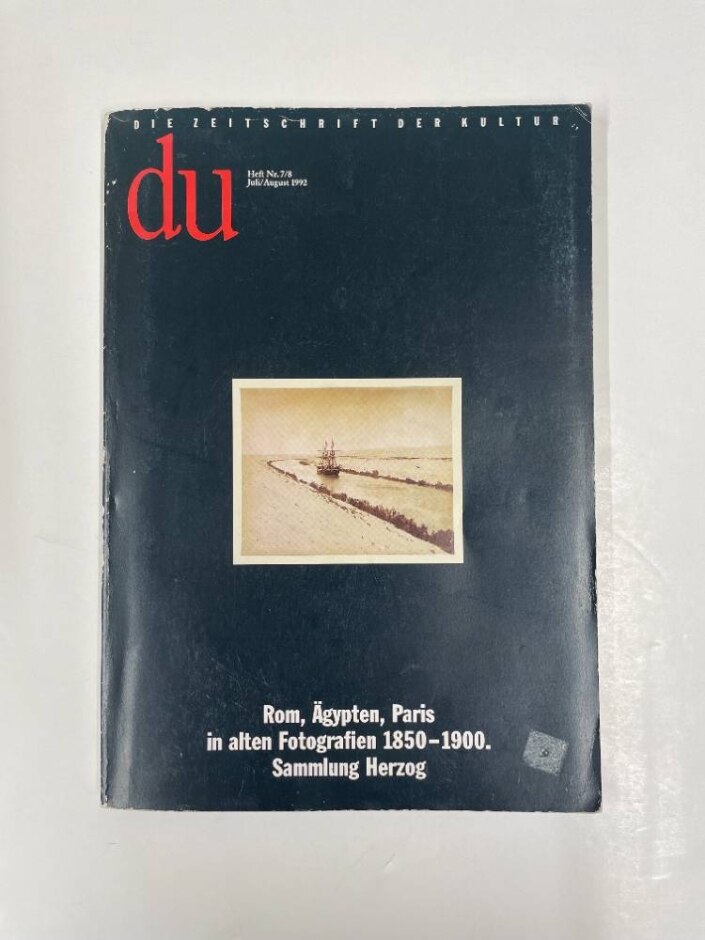 DIE ZEITSCHRIFT DER KULTUR
du
Heft Nr. 7/8
Juli/August 1992
Rom, Ägypten, Paris
in alten Fotografien 1850–1900.
Sammlung Herzog